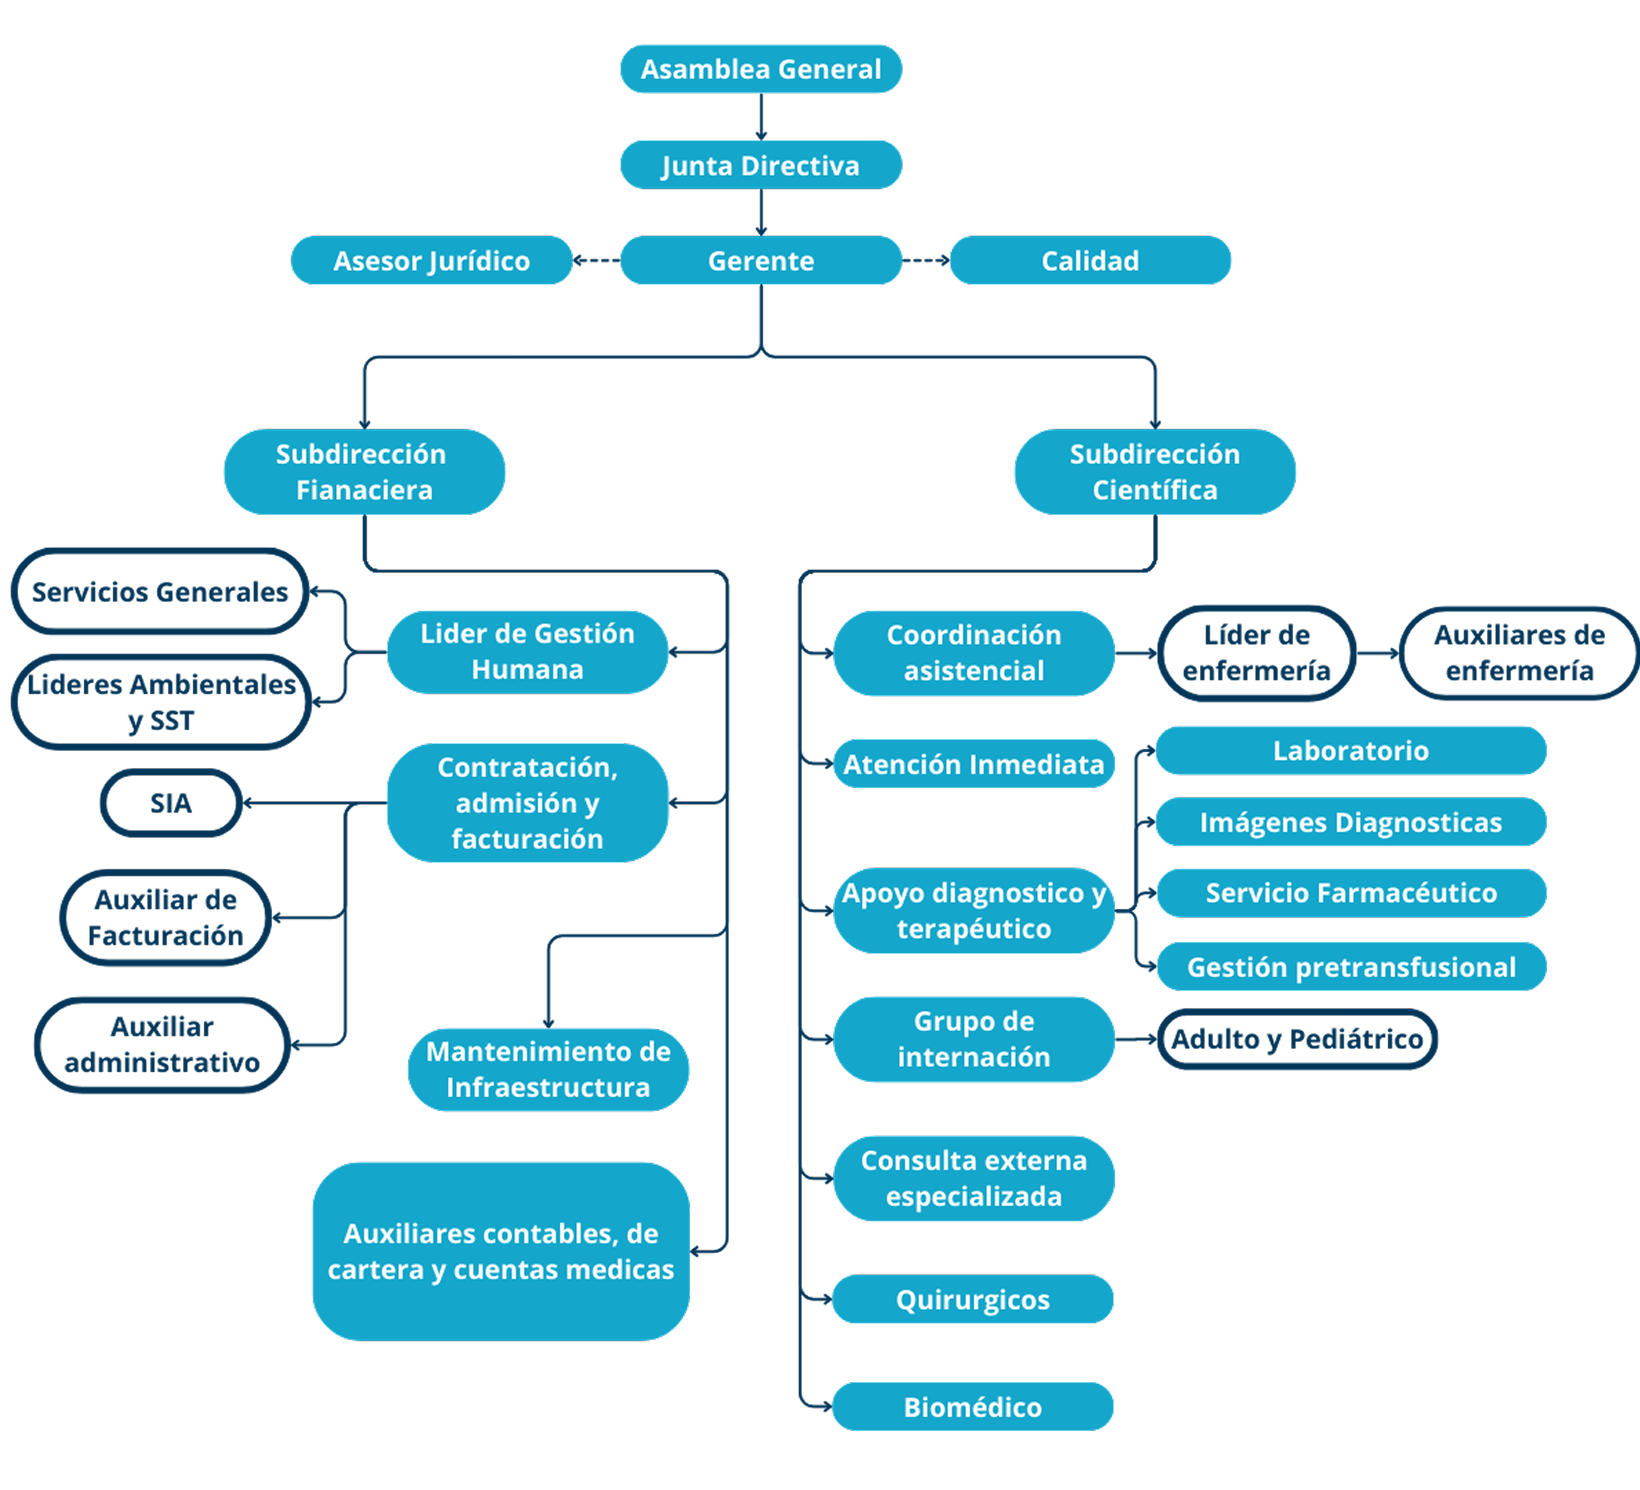 Asamblea General
Junta Directiva
Asesor Jurídico
Gerente
Calidad
Subdirección
Fianaciera
Subdirección
Científica
Servicios Generales
Lideres Ambientales
y SST
Lider de Gestión
Humana
SIA
Contratación,
admisión y
facturación
Auxiliar de
Facturación
Auxiliar
administrativo
Mantenimiento de
Infraestructura
Auxiliares contables, de
cartera y cuentas medicas
Coordinación
asistencial
Líder de
enfermería
Auxiliares de
enfermería
Atención Inmediata
Apoyo diagnostico y
terapéutico
Laboratorio
Imágenes Diagnosticas
Servicio Farmacéutico
Gestión pretransfusional
Grupo de
internación
Adulto y Pediátrico
Consulta externa
especializada
Quirurgicos
Biomédico